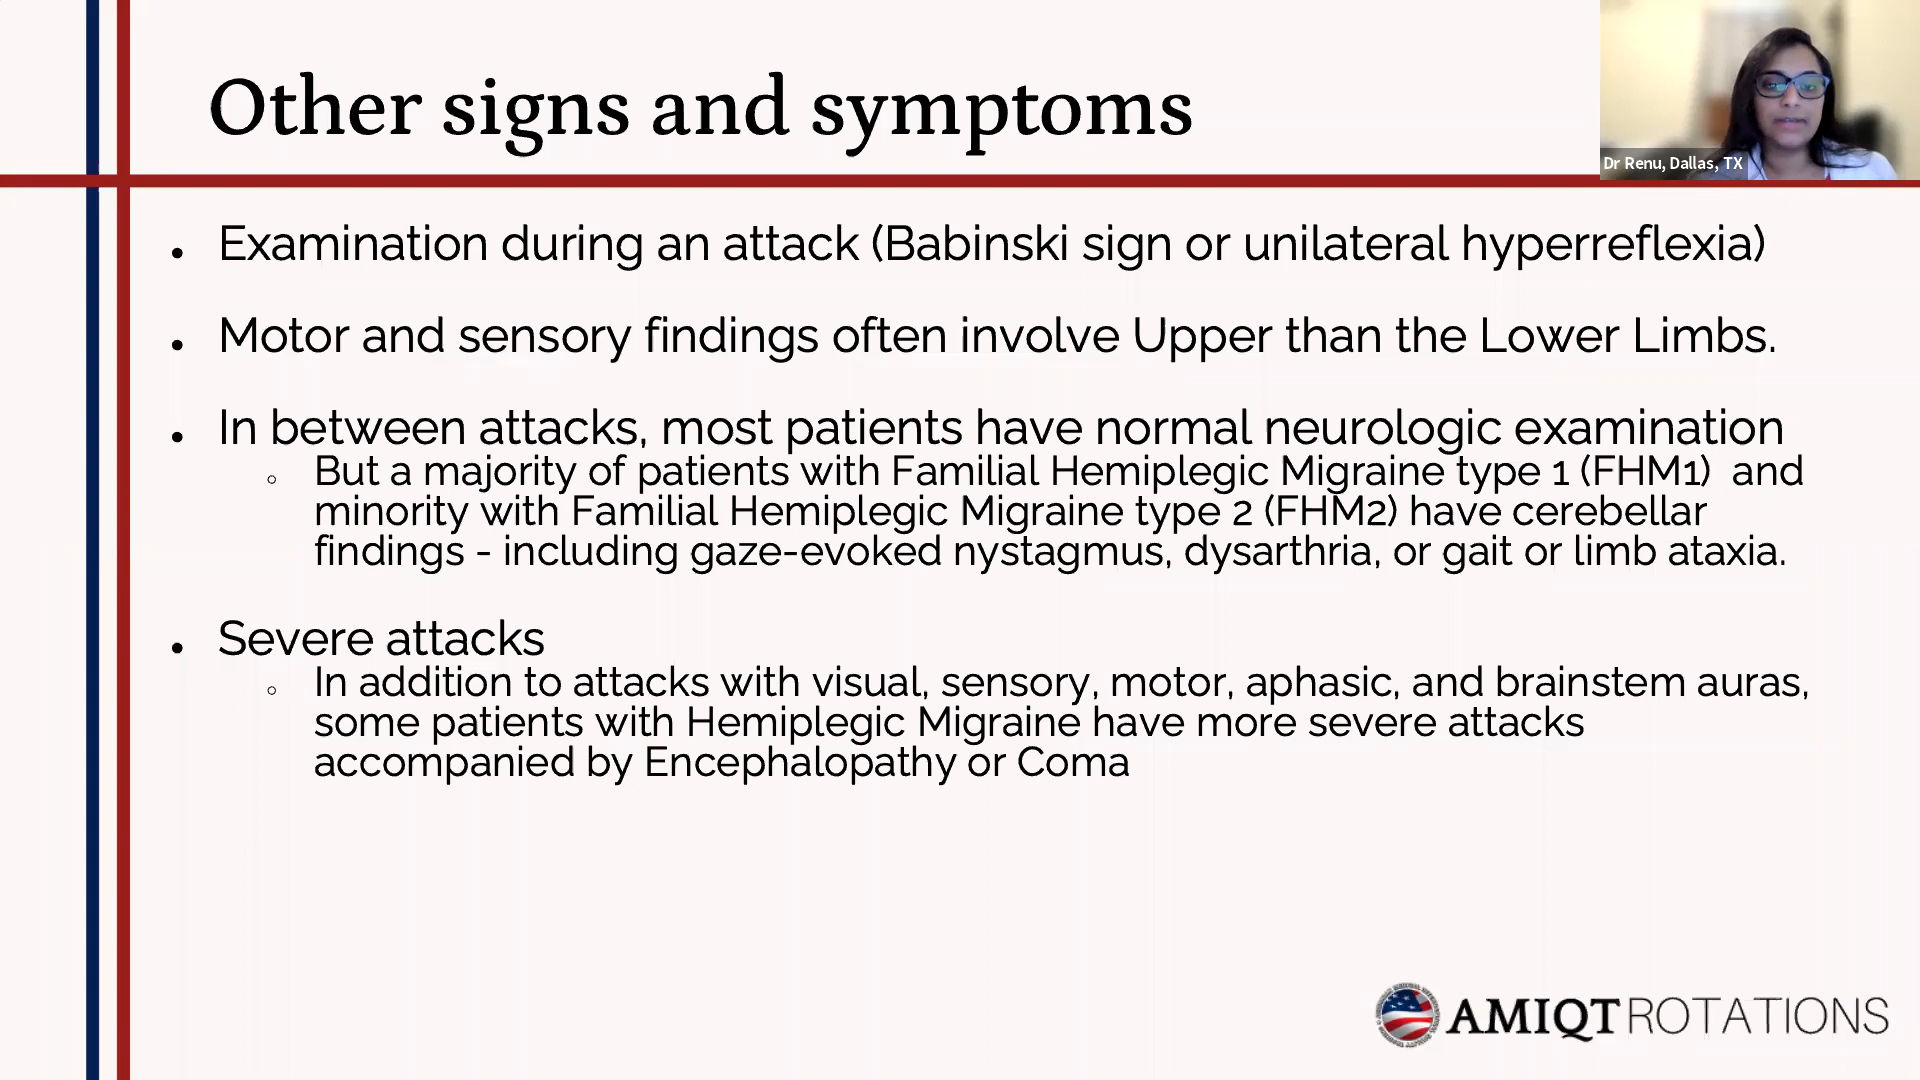 Other signs and symptoms
Dr Renu, Dallas, TX
• Examination during an attack (Babinski sign or unilateral hyperreflexia)
• Motor and sensory findings often involve Upper than the Lower Limbs.
• In between attacks, most patients have normal neurologic examination
○ But a majority of patients with Familial Hemiplegic Migraine type 1 (FHM1) and
minority with Familial Hemiplegic Migraine type 2 (FHM2) have cerebellar
findings - including gaze-evoked nystagmus, dysarthria, or gait or limb ataxia.
• Severe attacks
○ In addition to attacks with visual, sensory, motor, aphasic, and brainstem auras,
some patients with Hemiplegic Migraine have more severe attacks
accompanied by Encephalopathy or Coma
AMIQT ROTATIONS